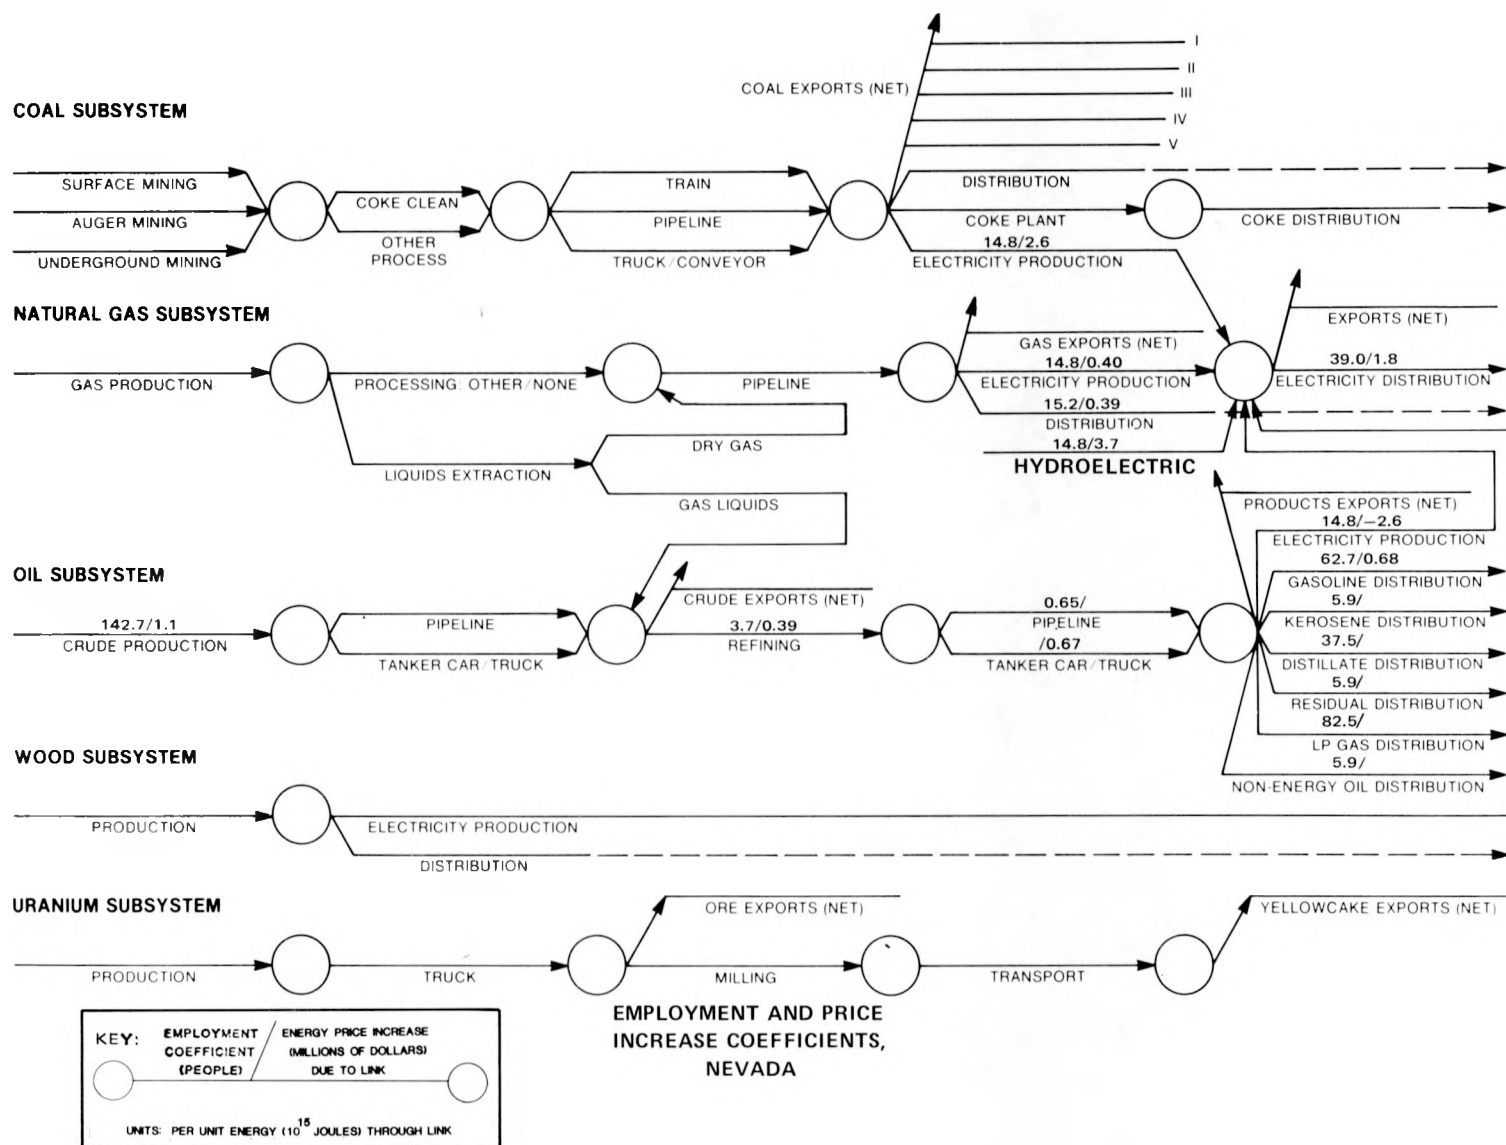 COAL SUBSYSTEM
SURFACE MINING
AUGER MINING
UNDERGROUND MINING
COKE CLEAN
OTHER
PROCESS
TRAIN
PIPELINE
TRUCK/CONVEYOR
COAL EXPORTS (NET)
I
II
III
IV
V
DISTRIBUTION
COKE PLANT
14.8/2.6
ELECTRICITY PRODUCTION
COKE DISTRIBUTION
NATURAL GAS SUBSYSTEM
GAS PRODUCTION
PROCESSING: OTHER/NONE
LIQUIDS EXTRACTION
DRY GAS
GAS LIQUIDS
PIPELINE
GAS EXPORTS (NET)
14.8/0.40
ELECTRICITY PRODUCTION
15.2/0.39
DISTRIBUTION
14.8/3.7
HYDROELECTRIC
EXPORTS (NET)
39.0/1.8
ELECTRICITY DISTRIBUTION
OIL SUBSYSTEM
142.7/1.1
CRUDE PRODUCTION
PIPELINE
TANKER CAR/TRUCK
CRUDE EXPORTS (NET)
3.7/0.39
REFINING
0.65/
PIPELINE
/0.67
TANKER CAR/TRUCK
PRODUCTS EXPORTS (NET)
14.8/−2.6
ELECTRICITY PRODUCTION
62.7/0.68
GASOLINE DISTRIBUTION
5.9/
KEROSENE DISTRIBUTION
37.5/
DISTILLATE DISTRIBUTION
5.9/
RESIDUAL DISTRIBUTION
82.5/
LP GAS DISTRIBUTION
5.9/
NON-ENERGY OIL DISTRIBUTION
WOOD SUBSYSTEM
PRODUCTION
ELECTRICITY PRODUCTION
DISTRIBUTION
URANIUM SUBSYSTEM
PRODUCTION
TRUCK
ORE EXPORTS (NET)
MILLING
TRANSPORT
YELLOWCAKE EXPORTS (NET)
EMPLOYMENT AND PRICE
INCREASE COEFFICIENTS,
NEVADA
KEY:
EMPLOYMENT
COEFFICIENT
(PEOPLE)
/
ENERGY PRICE INCREASE
(MILLIONS OF DOLLARS)
DUE TO LINK
UNITS: PER UNIT ENERGY (10^15 JOULES) THROUGH LINK